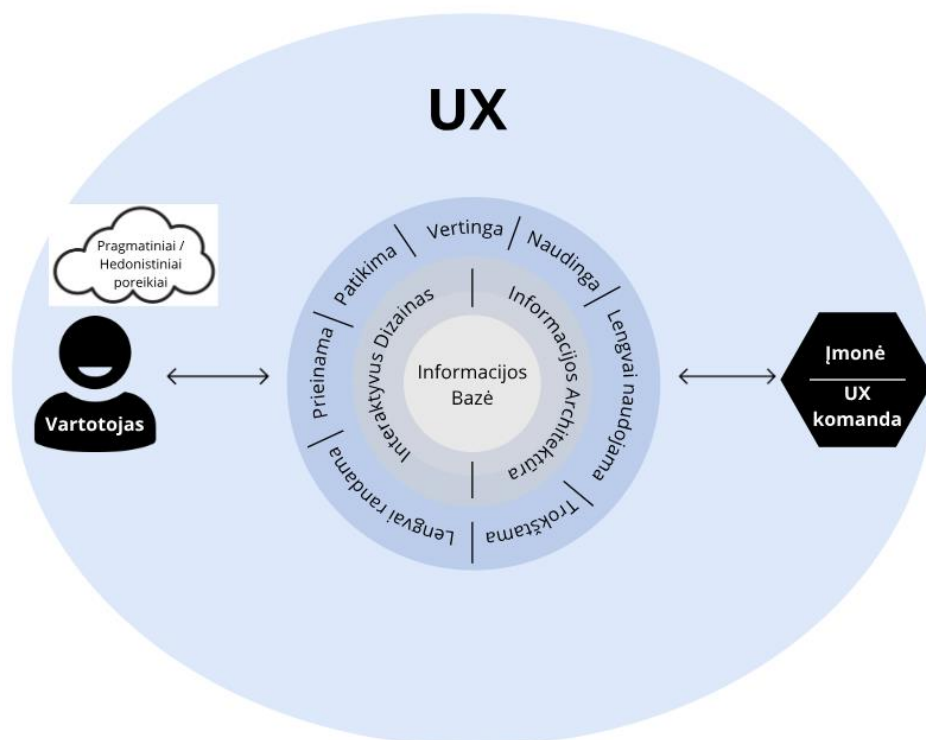 UX
Pragmatiniai /
Hedonistiniai
poreikiai
Vartotojas
Vertinga
Naudinga
Lengvai naudojama
Trokštama
Lengvai randama
Prieinama
Patikima
Interaktyvus Dizainas
Informacijos Architektūra
Informacijos
Bazė
Įmonė
UX
komanda